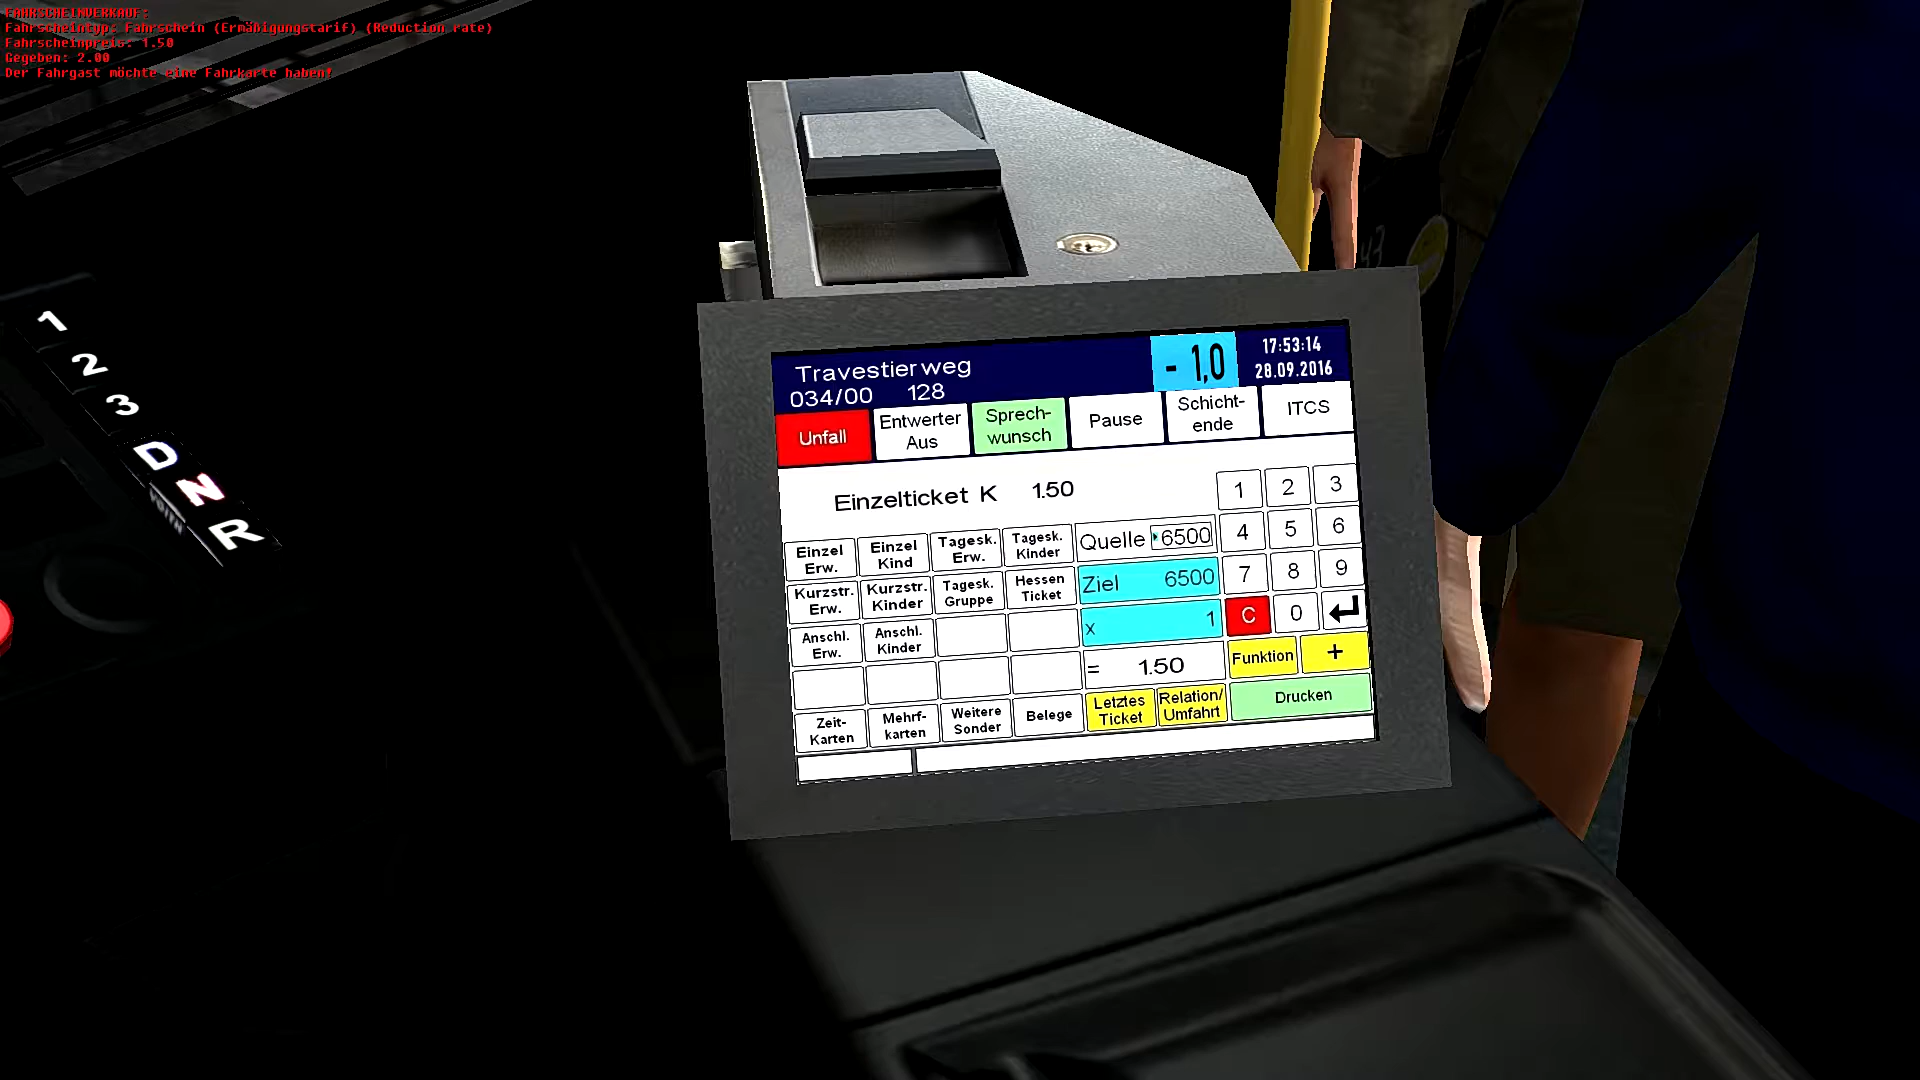 FAHRSCHEINVERKAUF:
Fahrscheintyp: Fahrschein (Ermäßigungstarif) (Reduction rate)
Fahrscheinpreis: 1.50
Gegeben: 2.00
Der Fahrgast möchte eine Fahrkarte haben!
1
2
3
D
N
R
VOITH
43
Travestierweg
034/00 128
- 1,0
17:53:14
28.09.2016
Unfall
Entwerter
Aus
Sprech-
wunsch
Pause
Schicht-
ende
ITCS
Einzelticket K 1.50
Einzel
Erw.
Einzel
Kind
Tagesk.
Erw.
Tagesk.
Kinder
Quelle 6500
Kurzstr.
Erw.
Kurzstr.
Kinder
Tagesk.
Gruppe
Hessen
Ticket
Ziel 6500
Anschl.
Erw.
Anschl.
Kinder
x 1
= 1.50
Zeit-
Karten
Mehrf-
karten
Weitere
Sonder
Belege
Letztes
Ticket
Relation/
Umfahrt
1 2 3
4 5 6
7 8 9
C 0
Funktion +
Drucken